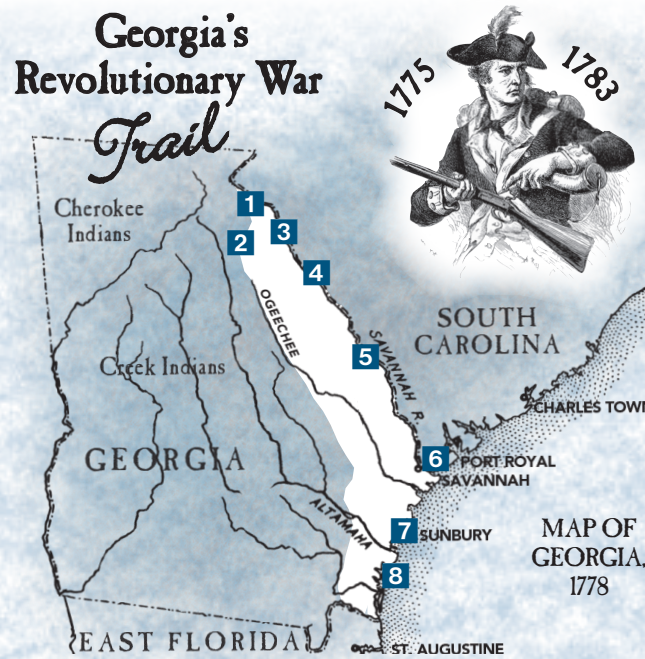 Georgia's
Revolutionary War
Trail
1775
1783
Cherokee
Indians
1
2
3
4
OGEECHEE
SAVANNAH R.
SOUTH
CAROLINA
5
Creek Indians
CHARLES TOWN
GEORGIA
6
PORT ROYAL
SAVANNAH
ALTAMAHA
7
SUNBURY
MAP OF
GEORGIA,
1778
8
EAST FLORIDA
ST. AUGUSTINE